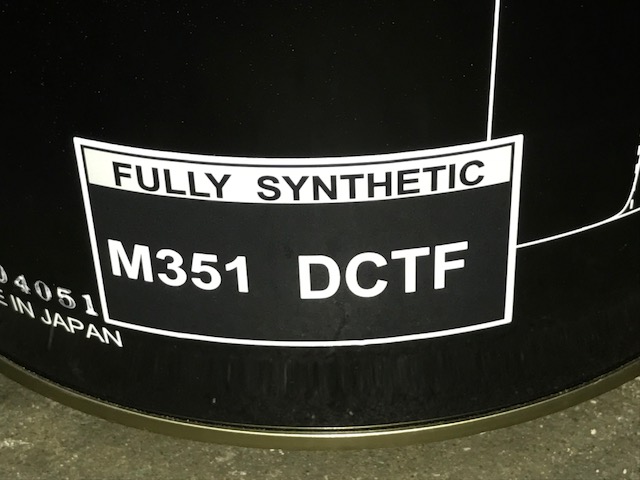 FULLY SYNTHETIC
M351 DCTF
04051
IN JAPAN